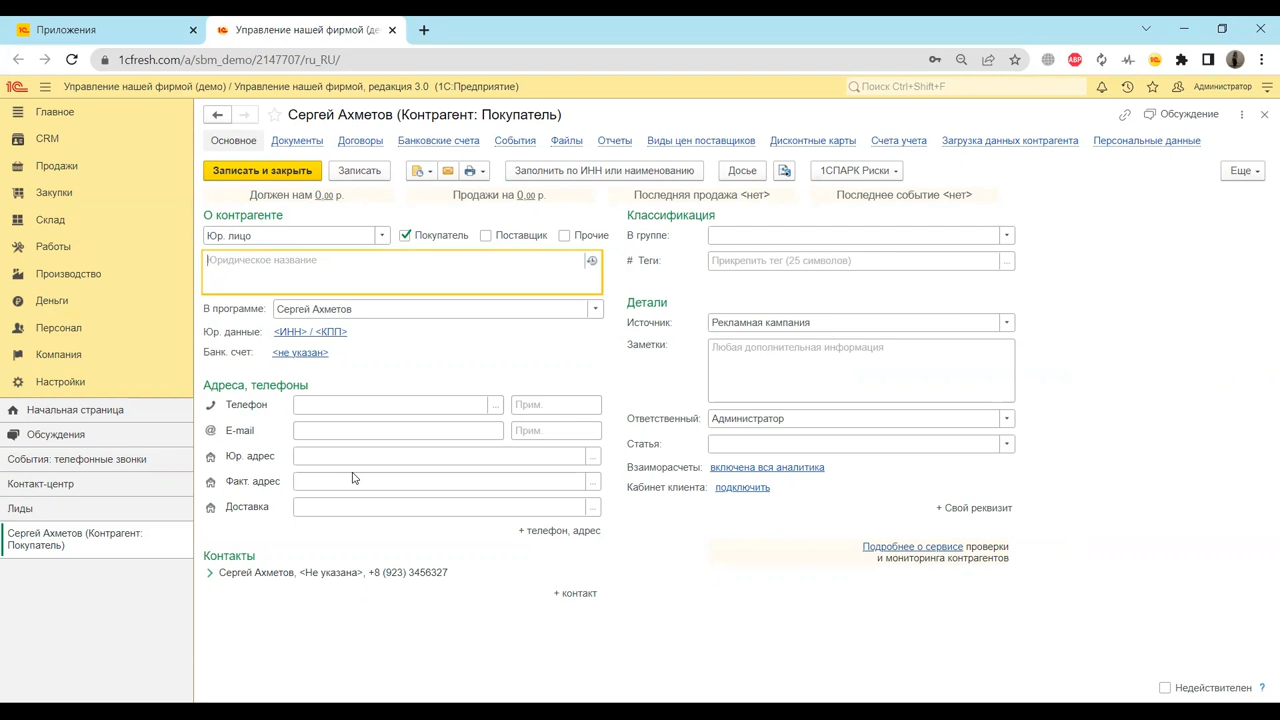 Приложения
Управление нашей фирмой (де
1cfresh.com/a/sbm_demo/2147707/ru_RU/
ABP
Управление нашей фирмой (демо) / Управление нашей фирмой, редакция 3.0 (1С:Предприятие)
Поиск Ctrl+Shift+F
Администратор
Главное
CRM
Продажи
Закупки
Склад
Работы
Производство
Деньги
Персонал
Компания
Настройки
Начальная страница
Обсуждения
События: телефонные звонки
Контакт-центр
Лиды
Сергей Ахметов (Контрагент:
Покупатель)
Сергей Ахметов (Контрагент: Покупатель)
Обсуждение
Основное Документы Договоры Банковские счета События Файлы Отчеты Виды цен поставщиков Дисконтные карты Счета учета Загрузка данных контрагента Персональные данные
Записать и закрыть Записать Заполнить по ИНН или наименованию Досье 1СПАРК Риски Еще
Должен нам 0,00 р. Продажи на 0,00 р. Последняя продажа <нет> Последнее событие <нет>
О контрагенте
Юр. лицо Покупатель Поставщик Прочие
Юридическое название
В программе: Сергей Ахметов
Юр. данные: <ИНН> / <КПП>
Банк. счет: <не указан>
Адреса, телефоны
Телефон Прим.
E-mail Прим.
Юр. адрес
Факт. адрес
Доставка
+ телефон, адрес
Контакты
Сергей Ахметов, <Не указана>, +8 (923) 3456327
+ контакт
Классификация
В группе:
# Теги: Прикрепить тег (25 символов)
Детали
Источник: Рекламная кампания
Заметки: Любая дополнительная информация
Ответственный: Администратор
Статья:
Взаиморасчеты: включена вся аналитика
Кабинет клиента: подключить
+ Свой реквизит
Подробнее о сервисе проверки
и мониторинга контрагентов
Недействителен ?